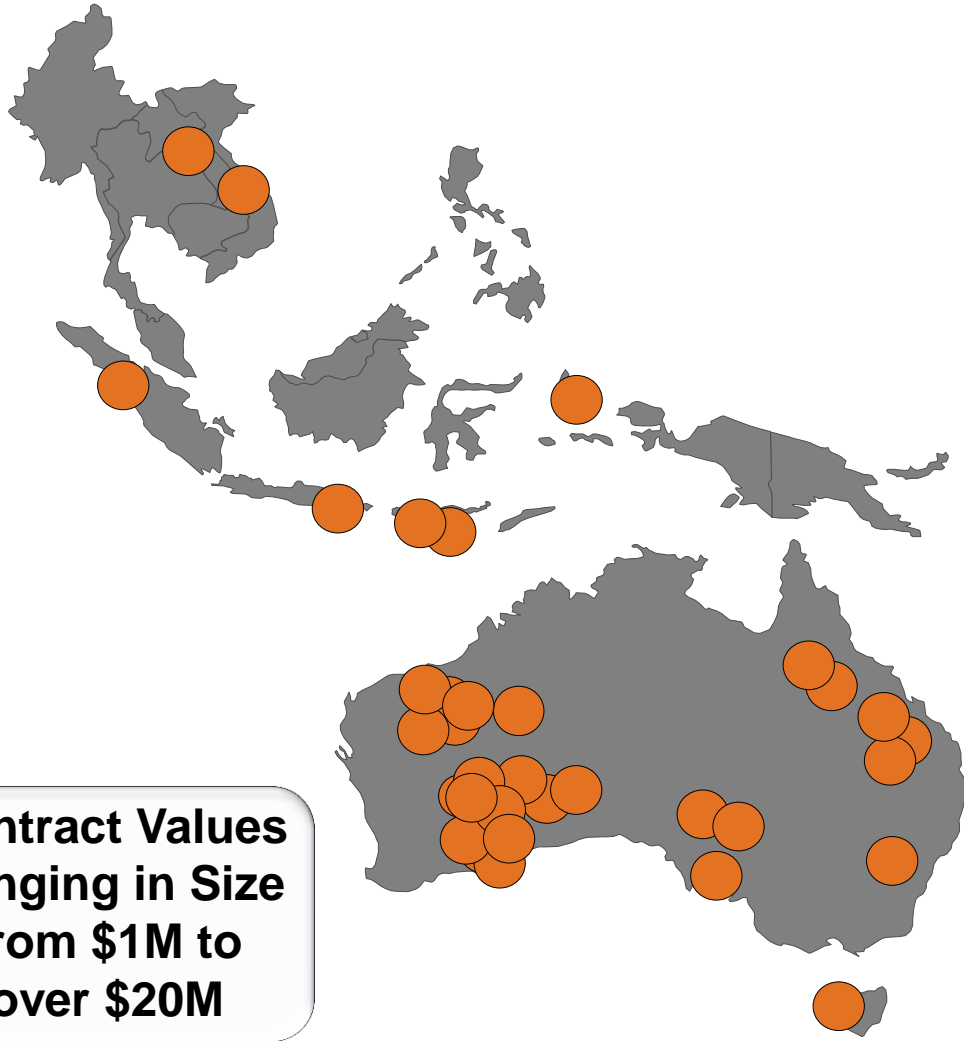 ntract Values
nging in Size
rom $1M to
over $20M